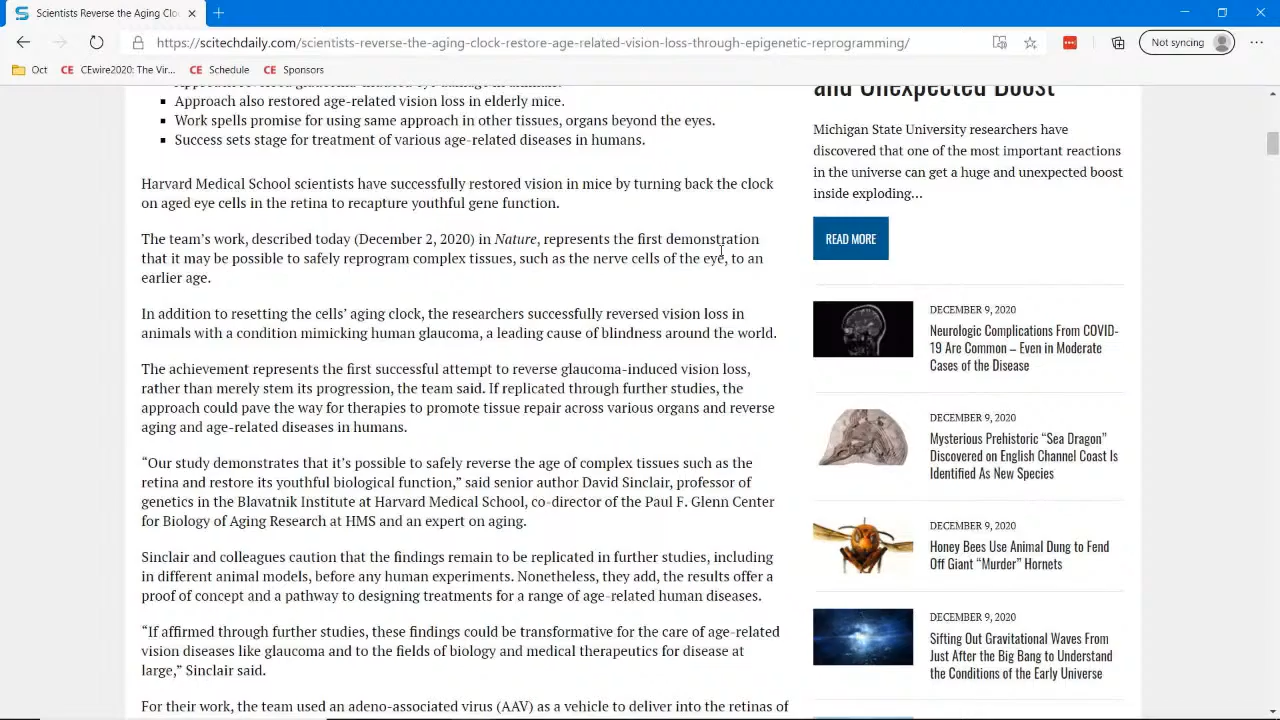 Scientists Reverse the Aging Clo
https://scitechdaily.com/scientists-reverse-the-aging-clock-restore-age-related-vision-loss-through-epigenetic-reprogramming/
Not syncing
Oct
CE CEwire2020: The Vir...
CE Schedule
CE Sponsors
Approach also restored age-related vision loss in elderly mice.
Work spells promise for using same approach in other tissues, organs beyond the eyes.
Success sets stage for treatment of various age-related diseases in humans.
Harvard Medical School scientists have successfully restored vision in mice by turning back the clock
on aged eye cells in the retina to recapture youthful gene function.
The team’s work, described today (December 2, 2020) in Nature, represents the first demonstration
that it may be possible to safely reprogram complex tissues, such as the nerve cells of the eye, to an
earlier age.
In addition to resetting the cells’ aging clock, the researchers successfully reversed vision loss in
animals with a condition mimicking human glaucoma, a leading cause of blindness around the world.
The achievement represents the first successful attempt to reverse glaucoma-induced vision loss,
rather than merely stem its progression, the team said. If replicated through further studies, the
approach could pave the way for therapies to promote tissue repair across various organs and reverse
aging and age-related diseases in humans.
“Our study demonstrates that it’s possible to safely reverse the age of complex tissues such as the
retina and restore its youthful biological function,” said senior author David Sinclair, professor of
genetics in the Blavatnik Institute at Harvard Medical School, co-director of the Paul F. Glenn Center
for Biology of Aging Research at HMS and an expert on aging.
Sinclair and colleagues caution that the findings remain to be replicated in further studies, including
in different animal models, before any human experiments. Nonetheless, they add, the results offer a
proof of concept and a pathway to designing treatments for a range of age-related human diseases.
“If affirmed through further studies, these findings could be transformative for the care of age-related
vision diseases like glaucoma and to the fields of biology and medical therapeutics for disease at
large,” Sinclair said.
For their work, the team used an adeno-associated virus (AAV) as a vehicle to deliver into the retinas of
and Unexpected Boost
Michigan State University researchers have
discovered that one of the most important reactions
in the universe can get a huge and unexpected boost
inside exploding...
READ MORE
DECEMBER 9, 2020
Neurologic Complications From COVID-
19 Are Common – Even in Moderate
Cases of the Disease
DECEMBER 9, 2020
Mysterious Prehistoric “Sea Dragon”
Discovered on English Channel Coast Is
Identified As New Species
DECEMBER 9, 2020
Honey Bees Use Animal Dung to Fend
Off Giant “Murder” Hornets
DECEMBER 9, 2020
Sifting Out Gravitational Waves From
Just After the Big Bang to Understand
the Conditions of the Early Universe